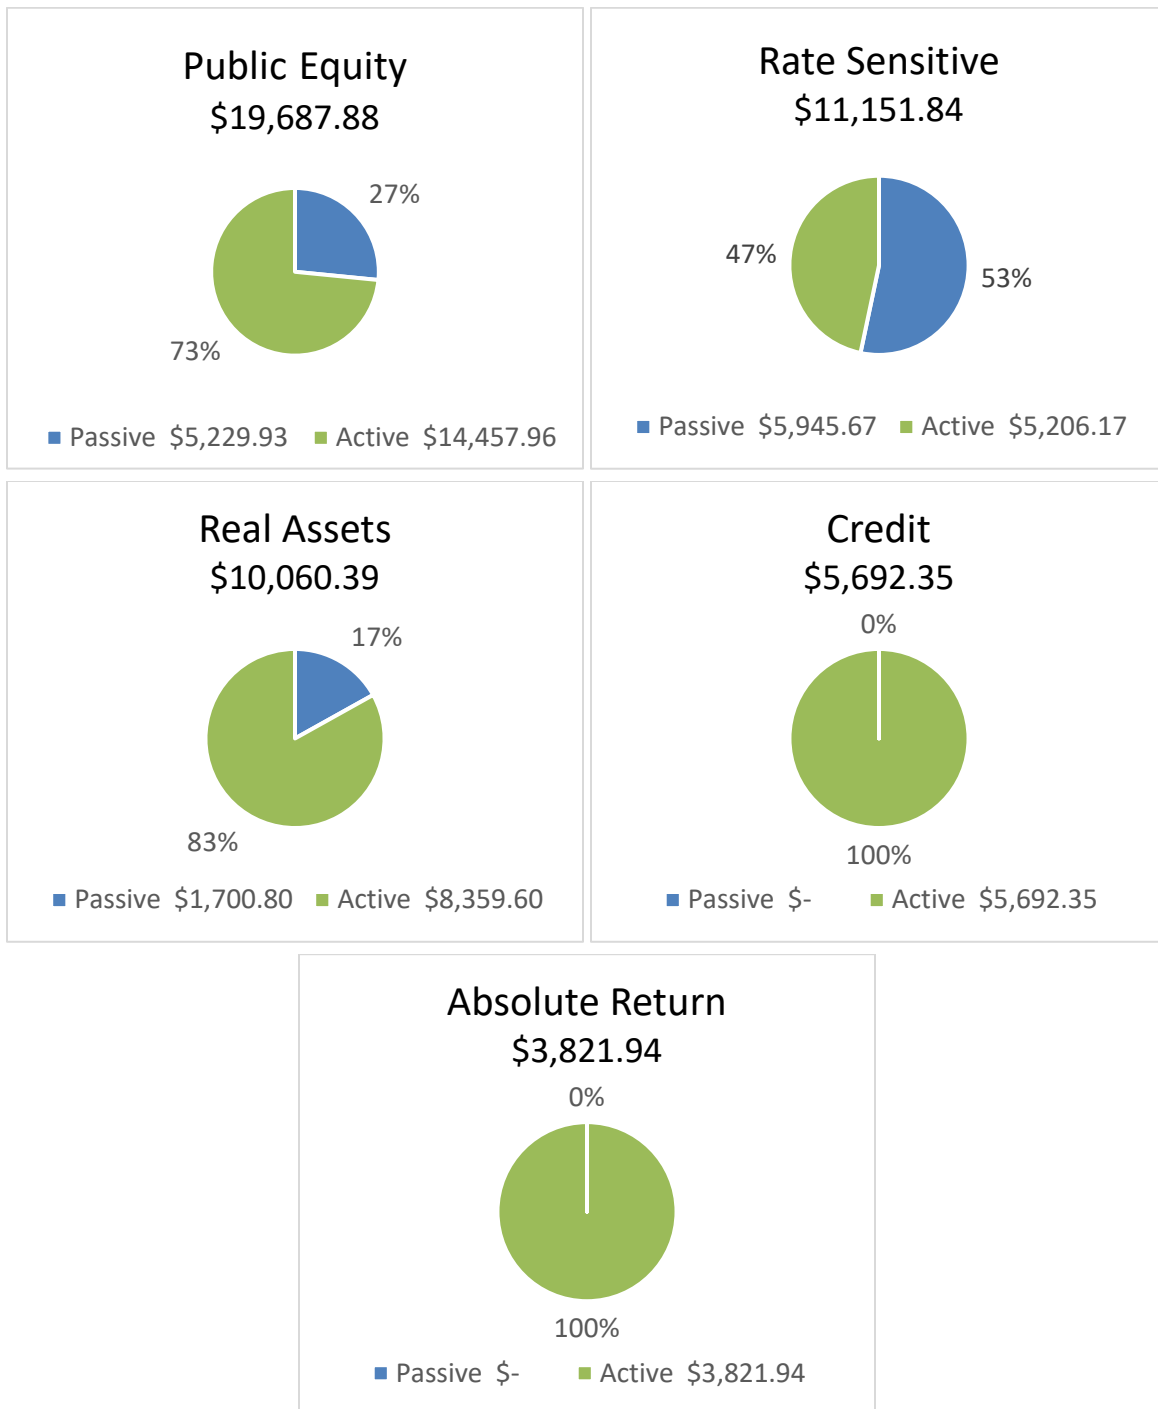 Public Equity
$19,687.88
27%
73%
Passive $5,229.93 Active $14,457.96
Rate Sensitive
$11,151.84
47%
53%
Passive $5,945.67 Active $5,206.17
Real Assets
$10,060.39
17%
83%
Passive $1,700.80 Active $8,359.60
Credit
$5,692.35
0%
100%
Passive $- Active $5,692.35
Absolute Return
$3,821.94
0%
100%
Passive $- Active $3,821.94